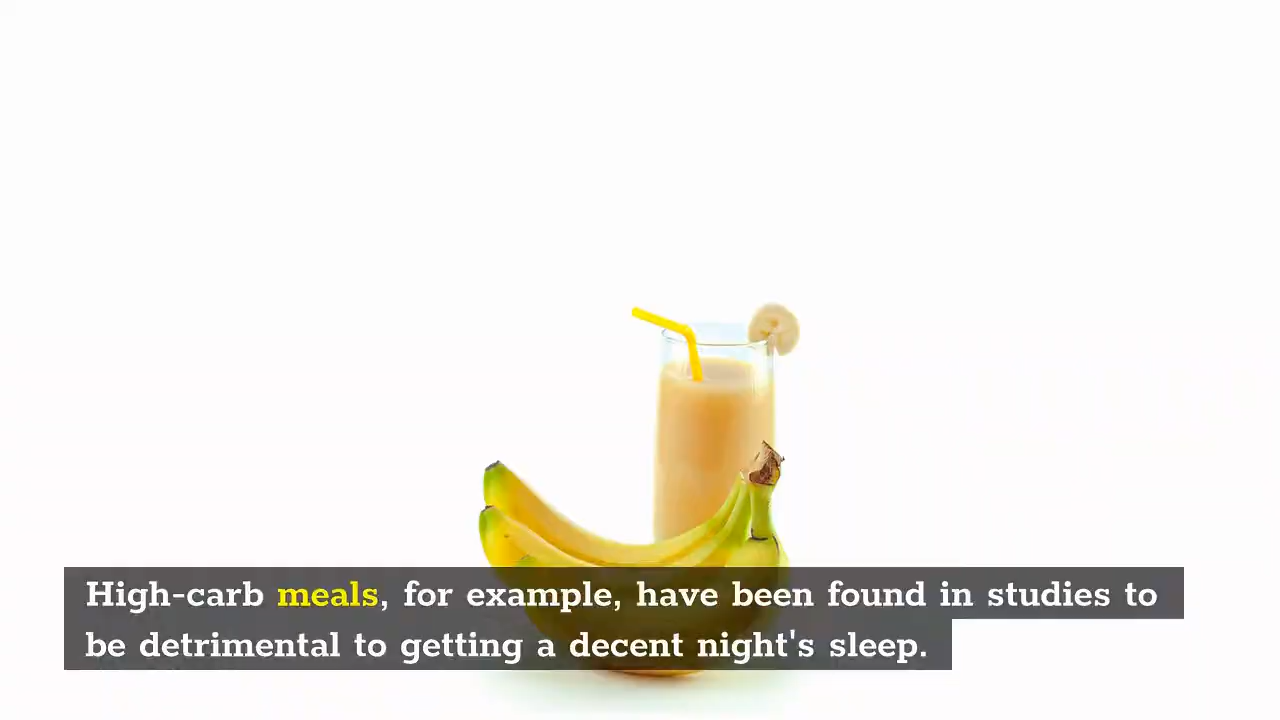 High-carb meals, for example, have been found in studies to
be detrimental to getting a decent night's sleep.